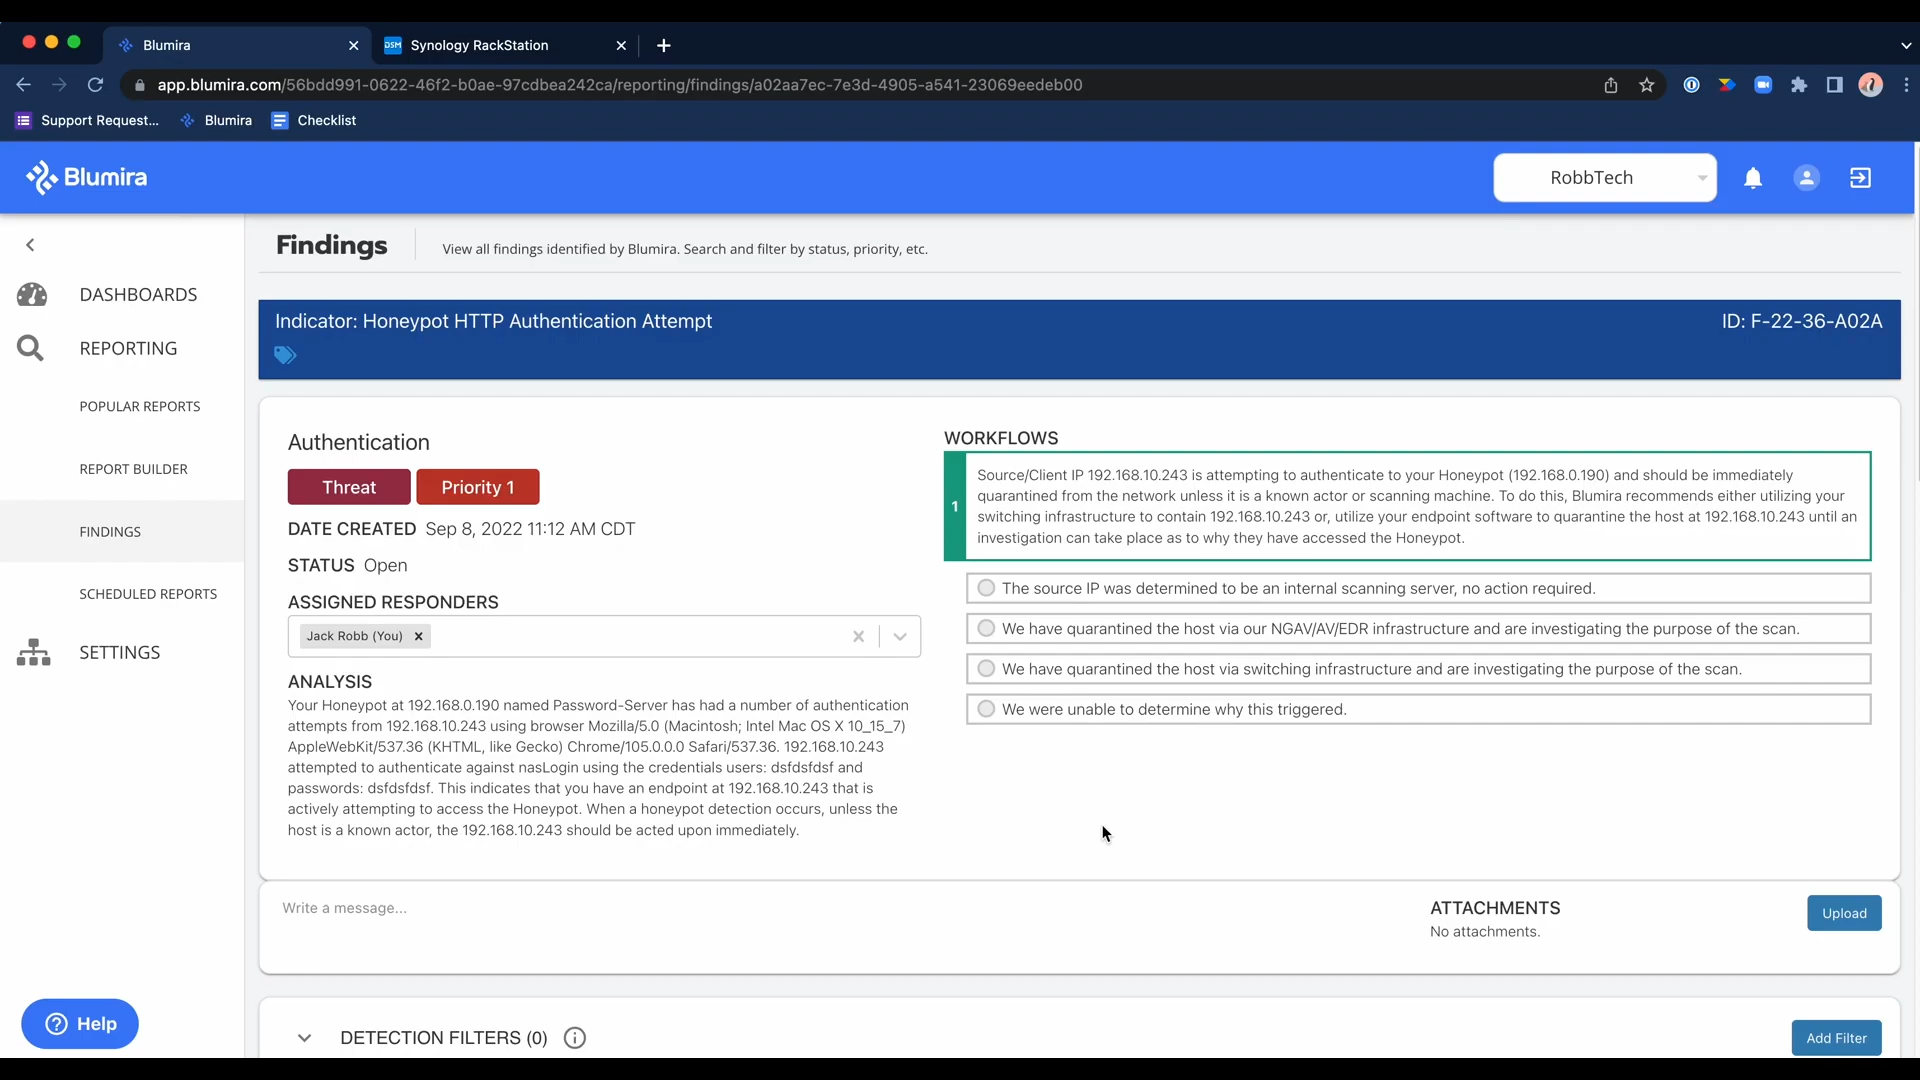 Blumira
DSM Synology RackStation
app.blumira.com/56bdd991-0622-46f2-b0ae-97cdbea242ca/reporting/findings/a02aa7ec-7e3d-4905-a541-23069eedeb00
Support Request...
Blumira
Checklist
Blumira
RobbTech
Findings
View all findings identified by Blumira. Search and filter by status, priority, etc.
DASHBOARDS
REPORTING
POPULAR REPORTS
REPORT BUILDER
FINDINGS
SCHEDULED REPORTS
SETTINGS
Help
Indicator: Honeypot HTTP Authentication Attempt
ID: F-22-36-A02A
Authentication
Threat
Priority 1
DATE CREATED Sep 8, 2022 11:12 AM CDT
STATUS Open
ASSIGNED RESPONDERS
Jack Robb (You)
ANALYSIS
Your Honeypot at 192.168.0.190 named Password-Server has had a number of authentication
attempts from 192.168.10.243 using browser Mozilla/5.0 (Macintosh; Intel Mac OS X 10_15_7)
AppleWebKit/537.36 (KHTML, like Gecko) Chrome/105.0.0.0 Safari/537.36. 192.168.10.243
attempted to authenticate against nasLogin using the credentials users: dsfdsfdsf and
passwords: dsfdsfdsf. This indicates that you have an endpoint at 192.168.10.243 that is
actively attempting to access the Honeypot. When a honeypot detection occurs, unless the
host is a known actor, the 192.168.10.243 should be acted upon immediately.
WORKFLOWS
1
Source/Client IP 192.168.10.243 is attempting to authenticate to your Honeypot (192.168.0.190) and should be immediately
quarantined from the network unless it is a known actor or scanning machine. To do this, Blumira recommends either utilizing your
switching infrastructure to contain 192.168.10.243 or, utilize your endpoint software to quarantine the host at 192.168.10.243 until an
investigation can take place as to why they have accessed the Honeypot.
The source IP was determined to be an internal scanning server, no action required.
We have quarantined the host via our NGAV/AV/EDR infrastructure and are investigating the purpose of the scan.
We have quarantined the host via switching infrastructure and are investigating the purpose of the scan.
We were unable to determine why this triggered.
Write a message...
ATTACHMENTS
No attachments.
Upload
DETECTION FILTERS (0)
Add Filter